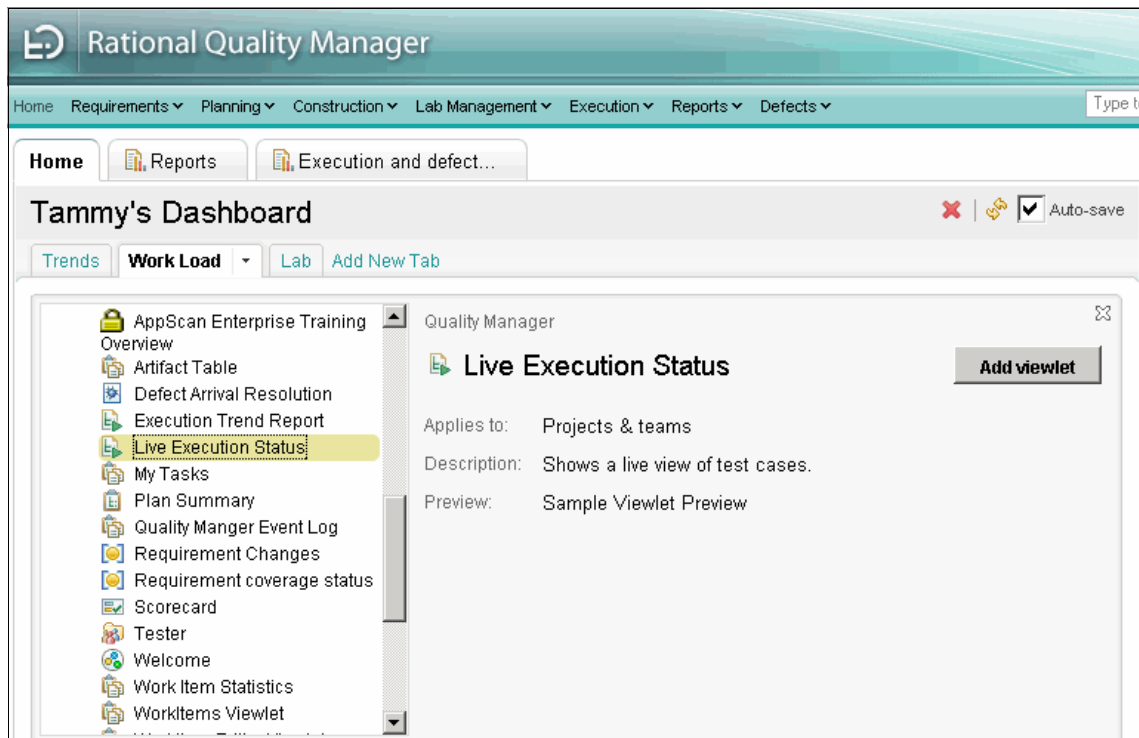 Rational Quality Manager
Home Requirements Planning Construction Lab Management Execution Reports Defects
Type t
Home Reports Execution and defect...
Tammy's Dashboard
Auto-save
Trends Work Load Lab Add New Tab
AppScan Enterprise Training
Overview
Artifact Table
Defect Arrival Resolution
Execution Trend Report
Live Execution Status
My Tasks
Plan Summary
Quality Manger Event Log
Requirement Changes
Requirement coverage status
Scorecard
Tester
Welcome
Work Item Statistics
WorkItems Viewlet
Quality Manager
Live Execution Status
Add viewlet
Applies to: Projects & teams
Description: Shows a live view of test cases.
Preview: Sample Viewlet Preview